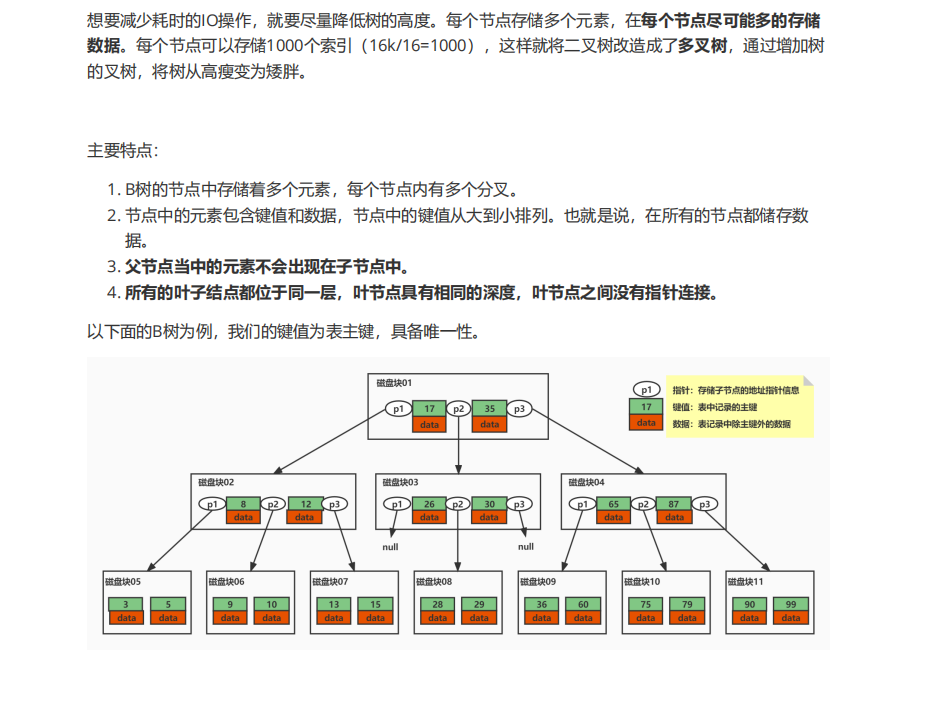 想要减少耗时的IO操作，就要尽量降低树的高度。每个节点存储多个元素，在每个节点尽可能多的存储
数据。每个节点可以存储1000个索引（16k/16=1000），这样就将二叉树改造成了多叉树，通过增加树
的叉树，将树从高瘦变为矮胖。
主要特点：
1. B树的节点中存储着多个元素，每个节点内有多个分叉。
2. 节点中的元素包含键值和数据，节点中的键值从大到小排列。也就是说，在所有的节点都储存数
据。
3. 父节点当中的元素不会出现在子节点中。
4. 所有的叶子结点都位于同一层，叶节点具有相同的深度，叶节点之间没有指针连接。
以下面的B树为例，我们的键值为表主键，具备唯一性。
磁盘块01
p1 17 p2 35 p3
data data
p1 指针：存储子节点的地址指针信息
17 键值：表中记录的主键
data 数据：表记录中除主键外的数据
磁盘块02 磁盘块03 磁盘块04
p1 8 p2 12 p3 p1 26 p2 30 p3 p1 65 p2 87 p3
data data data data data data
null null
磁盘块05 磁盘块06 磁盘块07 磁盘块08 磁盘块09 磁盘块10 磁盘块11
3 5 9 10 13 15 28 29 36 60 75 79 90 99
data data data data data data data data data data data data data data